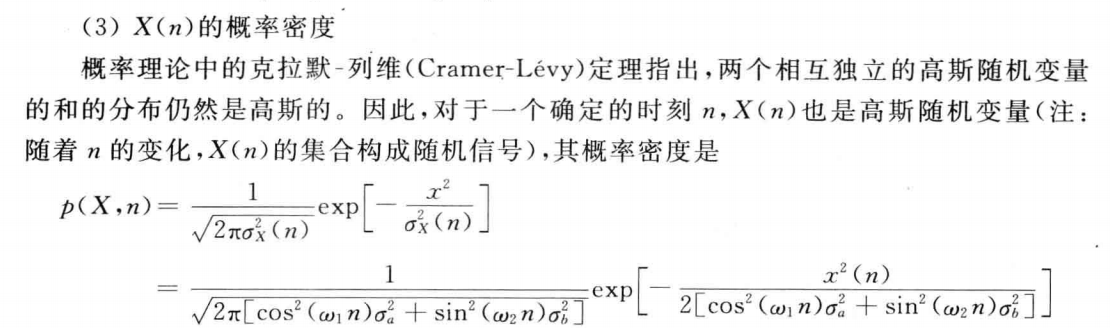 (3) X(n)的概率密度
概率理论中的克拉默-列维(Cramer-Lévy)定理指出,两个相互独立的高斯随机变量
的和的分布仍然是高斯的。因此,对于一个确定的时刻 n,X(n)也是高斯随机变量(注:
随着 n 的变化,X(n)的集合构成随机信号),其概率密度是
p(X,n)= \frac{1}{\sqrt{2\pi\sigma_X^2(n)}} exp[-\frac{x^2}{\sigma_X^2(n)}]
= \frac{1}{\sqrt{2\pi[\cos^2(\omega_1 n)\sigma_a^2 + \sin^2(\omega_2 n)\sigma_b^2]}} exp[-\frac{x^2(n)}{2[\cos^2(\omega_1 n)\sigma_a^2 + \sin^2(\omega_2 n)\sigma_b^2]}]